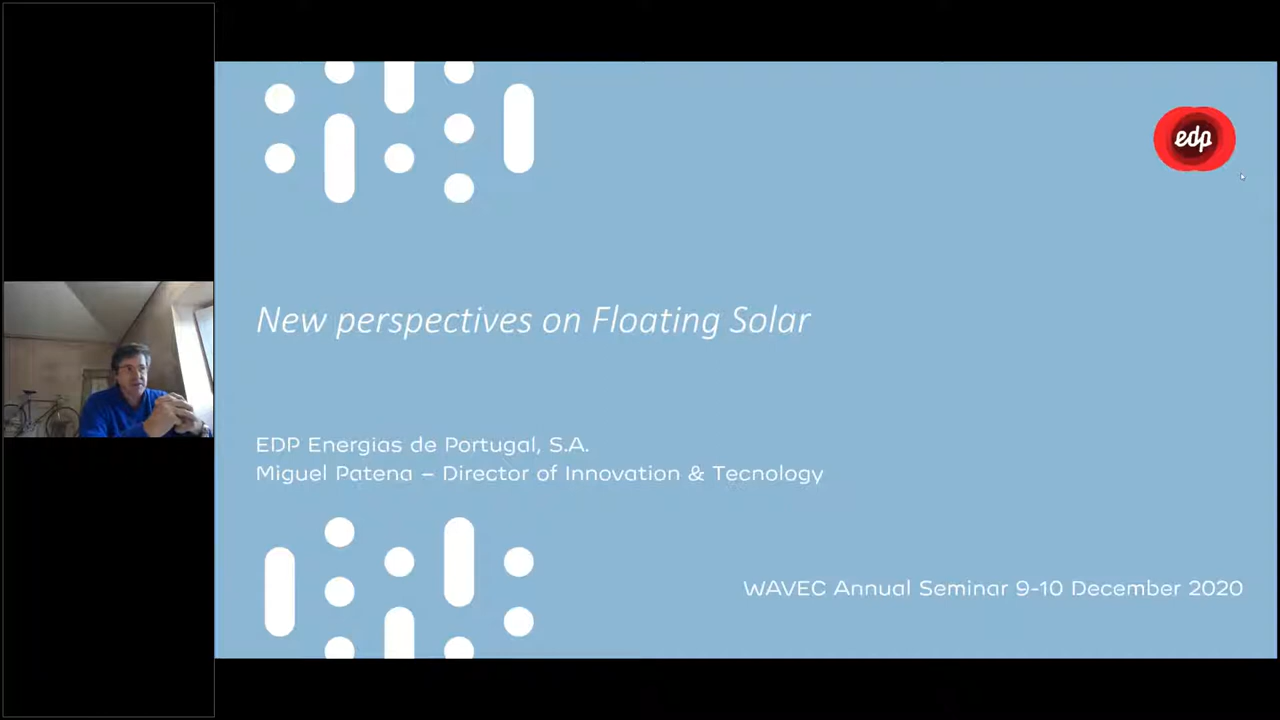 edp
New perspectives on Floating Solar
EDP Energias de Portugal, S.A.
Miguel Patena – Director of Innovation & Tecnology
WAVEC Annual Seminar 9-10 December 2020